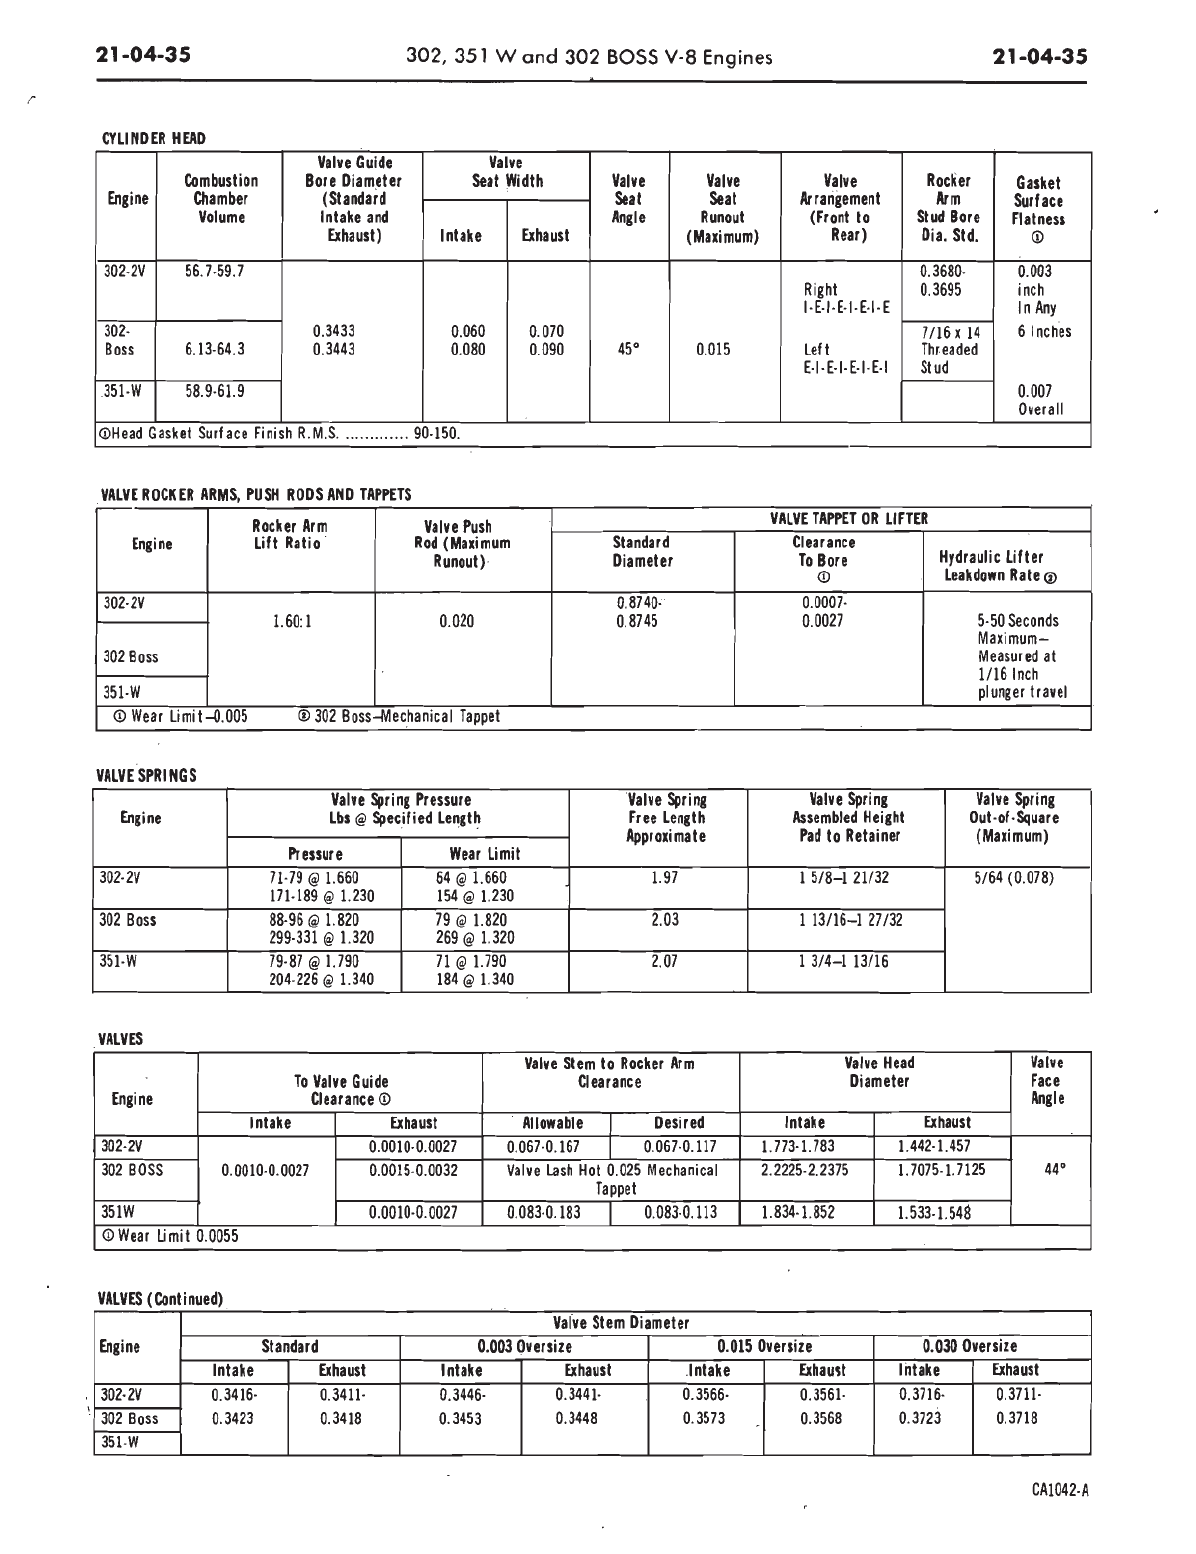 21-04-35 302, 351 W and 302 BOSS V-8 Engines 21-04-35
CYLINDER HEAD
Engine
Combustion
Chamber
Volume
Valve Guide
Bore Diameter
(Standard
Intake and
Exhaust)
Valve
Seat Width
Intake Exhaust
Valve
Seat
Angle
Valve
Seat
Runout
(Maximum)
Valve
Arrangement
(Front to
Rear)
Rocker
Arm
Stud Bore
Dia. Std.
Gasket
Surface
Flatness
①
302-2V 56.7-59.7
302-
Boss 6.13-64.3
351-W 58.9-61.9
0.3433
0.3443
0.060
0.080
0.070
0.090
45°
0.015
Right
I-E-I-E-I-E-I-E
Left
E-I-E-I-E-I-E-I
0.3680-
0.3695
7/16 x 14
Threaded
Stud
0.003
inch
In Any
6 Inches
0.007
Overall
①Head Gasket Surface Finish R.M.S. ............. 90-150.
VALVE ROCKER ARMS, PUSH RODS AND TAPPETS
Engine
Rocker Arm
Lift Ratio
Valve Push
Rod (Maximum
Runout)
VALVE TAPPET OR LIFTER
Standard
Diameter
Clearance
To Bore
①
Hydraulic Lifter
Leakdown Rate ②
302-2V
302 Boss
351-W
1.60:1
0.020
0.8740-
0.8745
0.0007-
0.0027
5-50 Seconds
Maximum—
Measured at
1/16 Inch
plunger travel
① Wear Limit—0.005 ② 302 Boss—Mechanical Tappet
VALVE SPRINGS
Engine
Valve Spring Pressure
Lbs @ Specified Length
Pressure Wear Limit
Valve Spring
Free Length
Approximate
Valve Spring
Assembled Height
Pad to Retainer
Valve Spring
Out-of-Square
(Maximum)
302-2V 71-79 @ 1.660 64 @ 1.660 1.97 1 5/8—1 21/32 5/64 (0.078)
171-189 @ 1.230 154 @ 1.230
302 Boss 88-96 @ 1.820 79 @ 1.820 2.03 1 13/16—1 27/32
299-331 @ 1.320 269 @ 1.320
351-W 79-87 @ 1.790 71 @ 1.790 2.07 1 3/4—1 13/16
204-226 @ 1.340 184 @ 1.340
VALVES
Engine
To Valve Guide
Clearance ①
Intake Exhaust
Valve Stem to Rocker Arm
Clearance
Allowable Desired
Valve Head
Diameter
Intake Exhaust
Valve
Face
Angle
302-2V 0.0010-0.0027 0.067-0.167 0.067-0.117 1.773-1.783 1.442-1.457
302 BOSS 0.0010-0.0027 0.0015-0.0032 Valve Lash Hot 0.025 Mechanical 2.2225-2.2375 1.7075-1.7125 44°
Tappet
351W 0.0010-0.0027 0.083-0.183 0.083-0.113 1.834-1.852 1.533-1.548
① Wear Limit 0.0055
VALVES (Continued)
Engine
Valve Stem Diameter
Standard 0.003 Oversize 0.015 Oversize 0.030 Oversize
Intake Exhaust Intake Exhaust Intake Exhaust Intake Exhaust
302-2V 0.3416- 0.3411- 0.3446- 0.3441- 0.3566- 0.3561- 0.3716- 0.3711-
302 Boss 0.3423 0.3418 0.3453 0.3448 0.3573 0.3568 0.3723 0.3718
351-W
CA1042-A